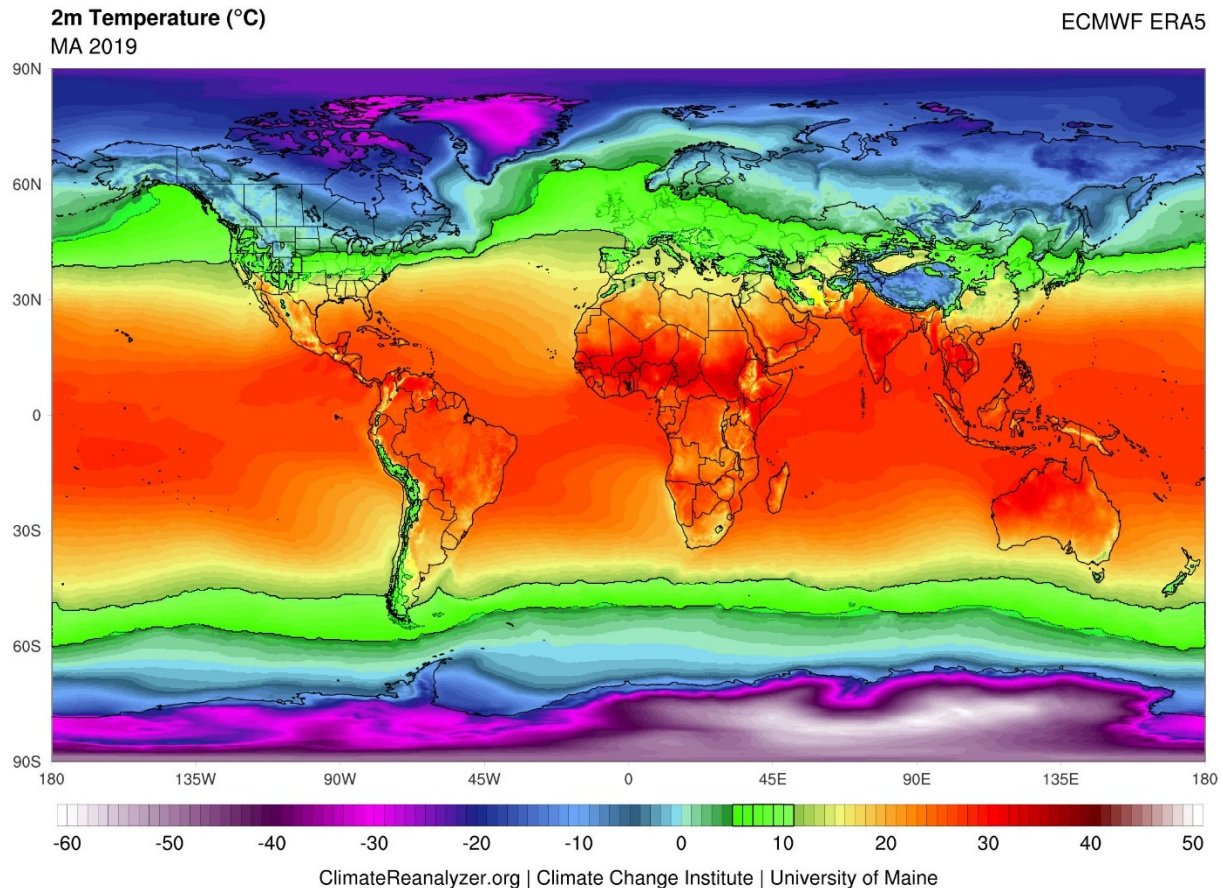 2m Temperature (°C)
MA 2019
ECMWF ERA5
90N
60N
30N
0
30S
60S
90S
180 135W 90W 45W 0 45E 90E 135E 180
-60 -50 -40 -30 -20 -10 0 10 20 30 40 50
ClimateReanalyzer.org | Climate Change Institute | University of Maine